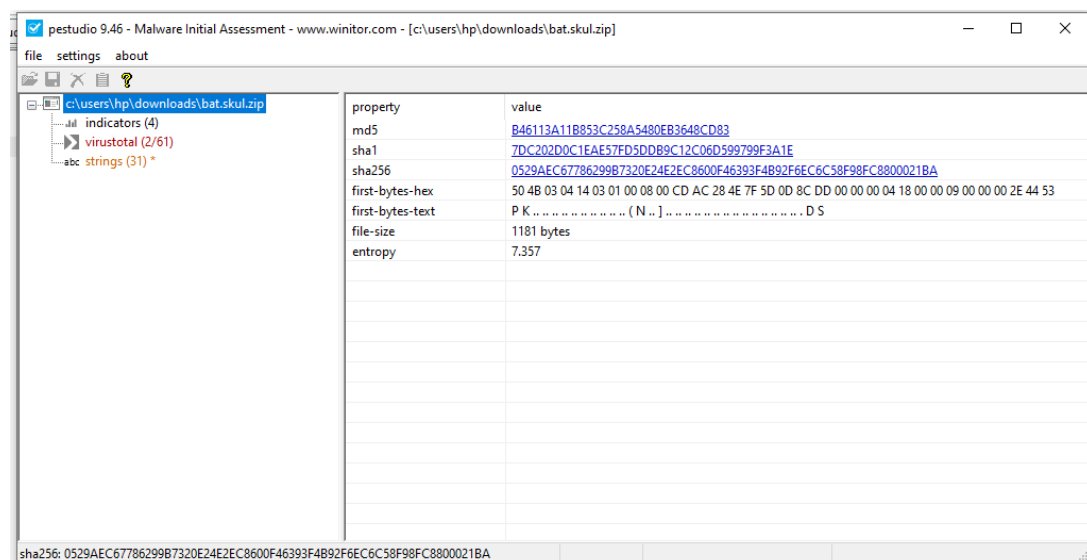 pestudio 9.46 - Malware Initial Assessment - www.winitor.com - [c:\users\hp\downloads\bat.skul.zip]
file settings about
c:\users\hp\downloads\bat.skul.zip
indicators (4)
virustotal (2/61)
abc strings (31) *
property value
md5 B46113A11B853C258A5480EB3648CD83
sha1 7DC202D0C1EAE57FD5DDB9C12C06D599799F3A1E
sha256 0529AEC67786299B7320E24E2EC8600F46393F4B92F6EC6C58F98FC8800021BA
first-bytes-hex 50 4B 03 04 14 03 01 00 08 00 CD AC 28 4E 7F 5D 0D 8C DD 00 00 00 04 18 00 00 09 00 00 00 2E 44 53
first-bytes-text P K .. .. .. .. .. .. .. .. .. .. ( N .. ] .. .. .. .. .. .. .. .. .. .. .. .. .. .. . D S
file-size 1181 bytes
entropy 7.357
sha256: 0529AEC67786299B7320E24E2EC8600F46393F4B92F6EC6C58F98FC8800021BA